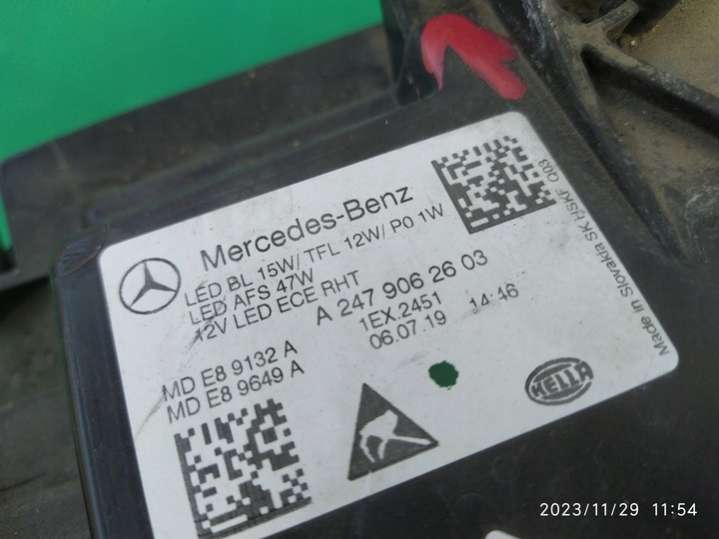 Mercedes-Benz
LED BL 15W/ TFL 12W/ PO 1W
LED AFS 47W
12V LED ECE RHT
A 247 906 26 03
1EX.2451
06.07.19 14:46
MD E8 9132 A
MD E8 9649 A
HELLA
Made in Slovakia SK HSKF 003
2023/11/29 11:54